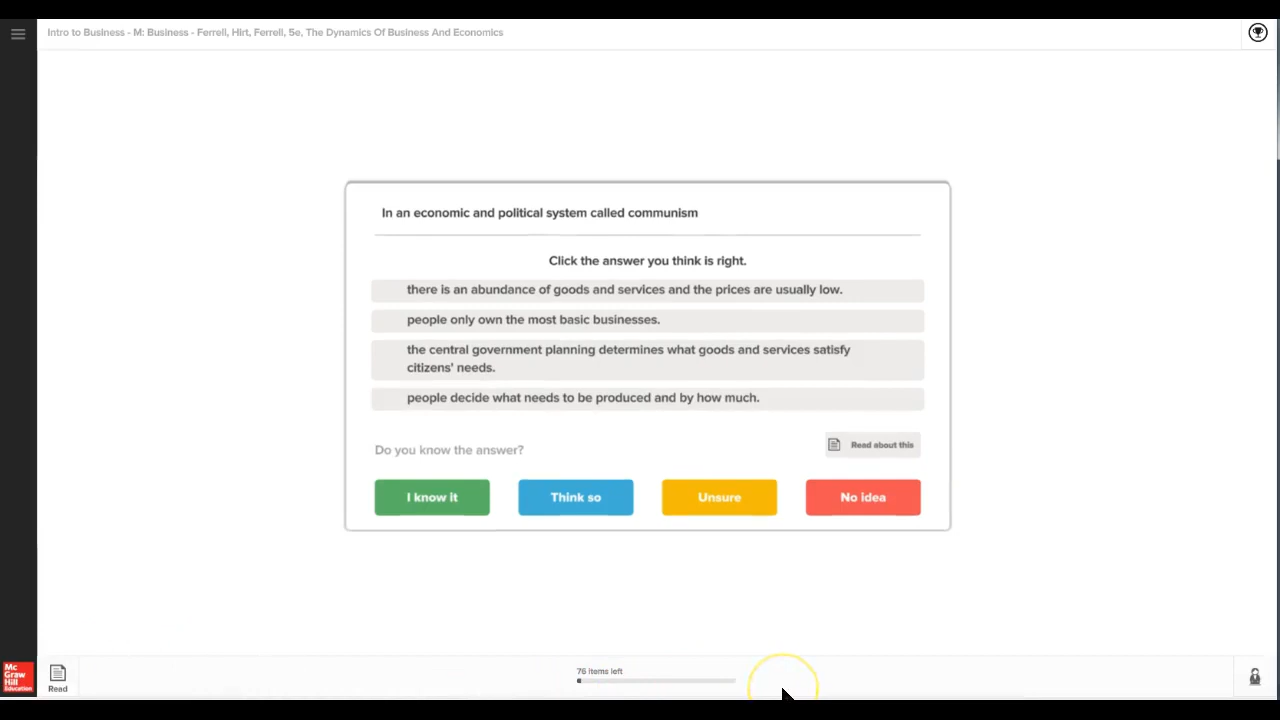 Intro to Business - M: Business - Ferrell, Hirt, Ferrell, 5e, The Dynamics Of Business And Economics
In an economic and political system called communism
Click the answer you think is right.
there is an abundance of goods and services and the prices are usually low.
people only own the most basic businesses.
the central government planning determines what goods and services satisfy
citizens' needs.
people decide what needs to be produced and by how much.
Do you know the answer?
Read about this
I know it
Think so
Unsure
No idea
Mc
Graw
Hill
Education
Read
76 items left